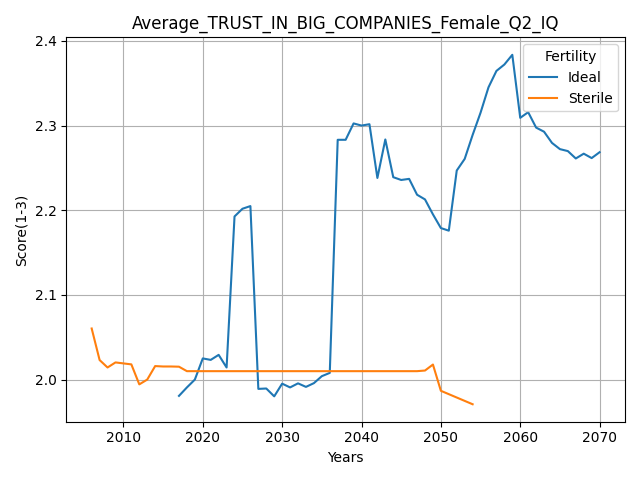 Average_TRUST_IN_BIG_COMPANIES_Female_Q2_IQ
2.4
2.3
2.2
2.1
2.0
Score(1-3)
Fertility
Ideal
Sterile
2010 2020 2030 2040 2050 2060 2070
Years